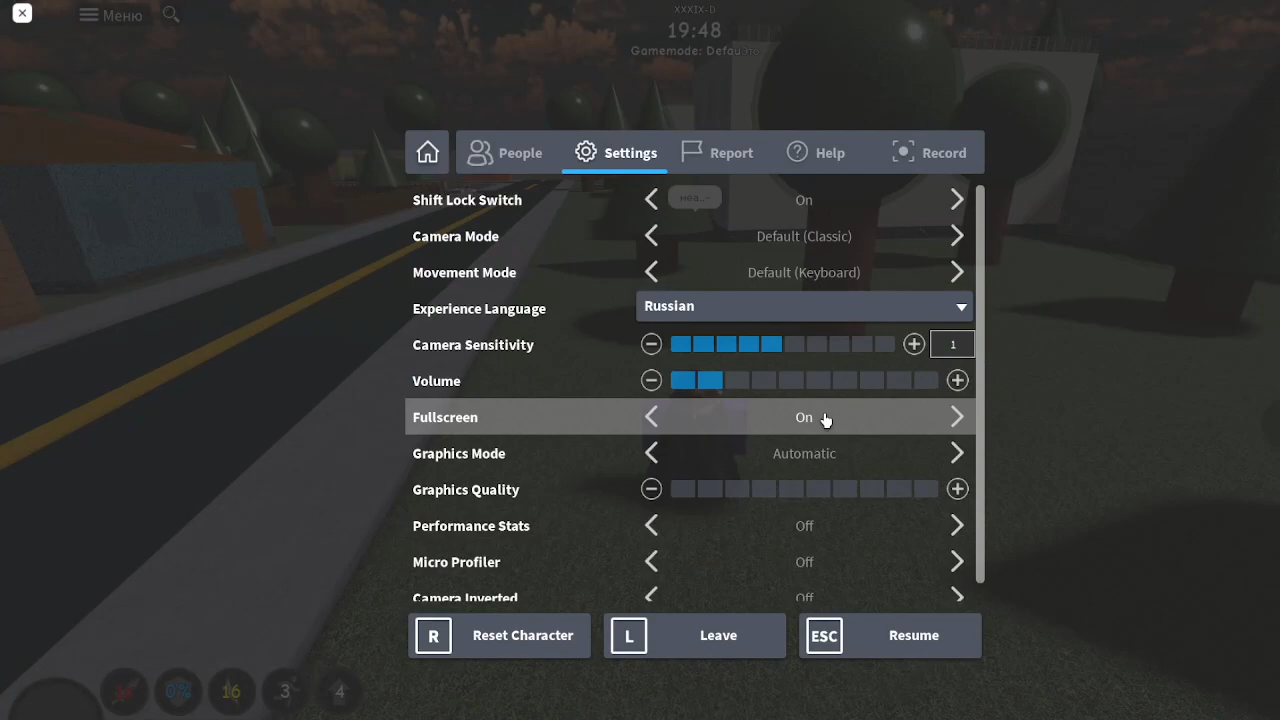 Меню
XXXIX-D
19:48
People
Settings
Report
Help
Record
Shift Lock Switch
On
Camera Mode
Default (Classic)
Movement Mode
Default (Keyboard)
Experience Language
Russian
Camera Sensitivity
1
Volume
Fullscreen
On
Graphics Mode
Automatic
Graphics Quality
Performance Stats
Off
Micro Profiler
Off
Camera Inverted
Off
R Reset Character
L Leave
ESC Resume
0%
16
3
4